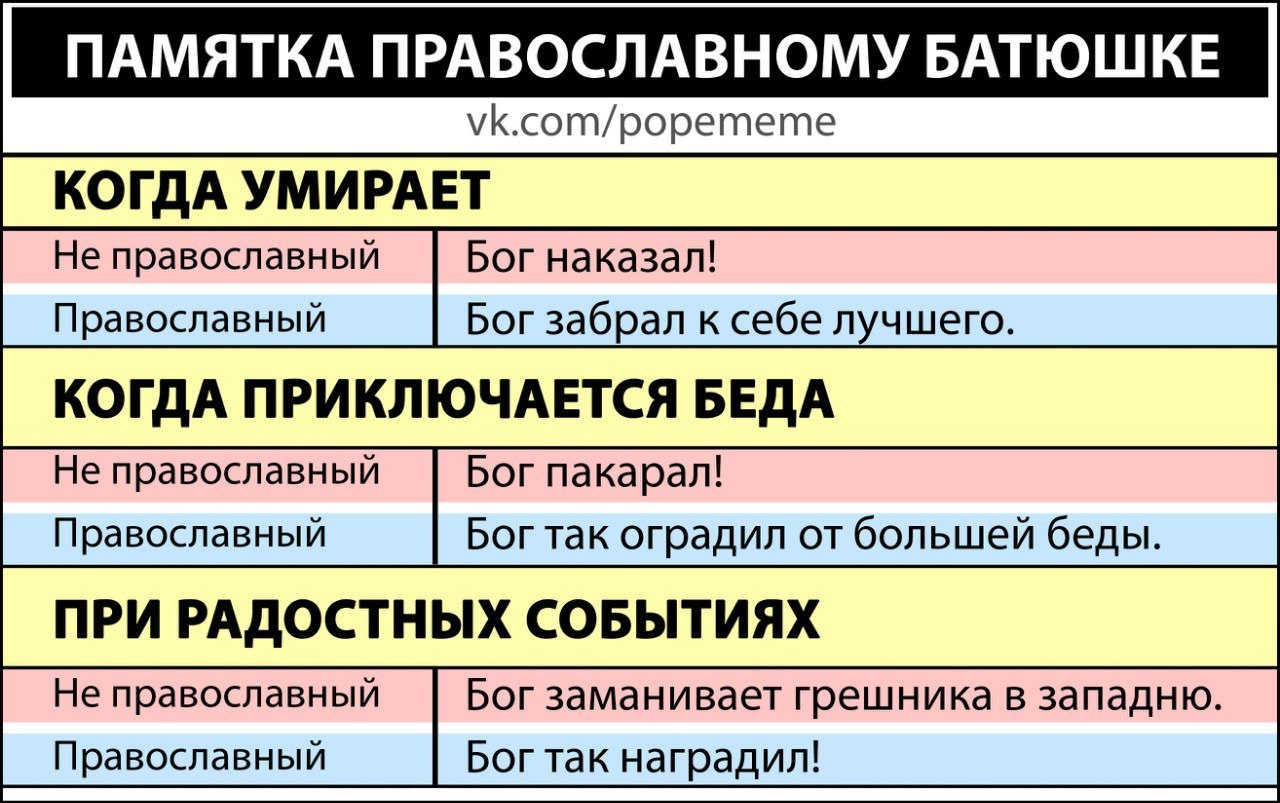 ПАМЯТКА ПРАВОСЛАВНОМУ БАТЮШКЕ
vk.com/popememe
КОГДА УМИРАЕТ
Не православный Бог наказал!
Православный Бог забрал к себе лучшего.
КОГДА ПРИКЛЮЧАЕТСЯ БЕДА
Не православный Бог пакарал!
Православный Бог так оградил от большей беды.
ПРИ РАДОСТНЫХ СОБЫТИЯХ
Не православный Бог заманивает грешника в западню.
Православный Бог так наградил!